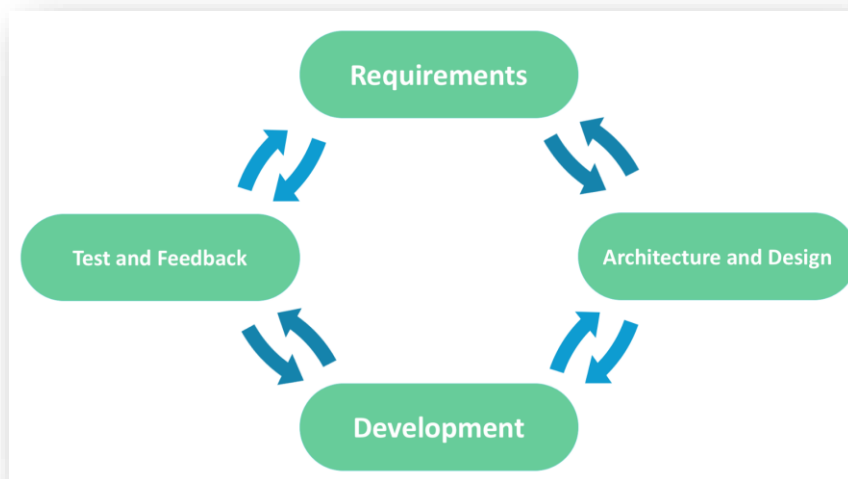 Requirements
Test and Feedback
Architecture and Design
Development